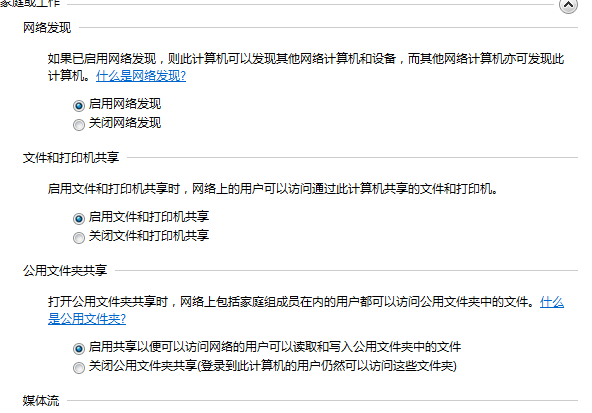 家庭或工作
网络发现
如果已启用网络发现，则此计算机可以发现其他网络计算机和设备，而其他网络计算机亦可发现此
计算机。什么是网络发现?
启用网络发现
关闭网络发现
文件和打印机共享
启用文件和打印机共享时，网络上的用户可以访问通过此计算机共享的文件和打印机。
启用文件和打印机共享
关闭文件和打印机共享
公用文件夹共享
打开公用文件夹共享时，网络上包括家庭组成员在内的用户都可以访问公用文件夹中的文件。什么
是公用文件夹?
启用共享以便可以访问网络的用户可以读取和写入公用文件夹中的文件
关闭公用文件夹共享(登录到此计算机的用户仍然可以访问这些文件夹)
媒体流